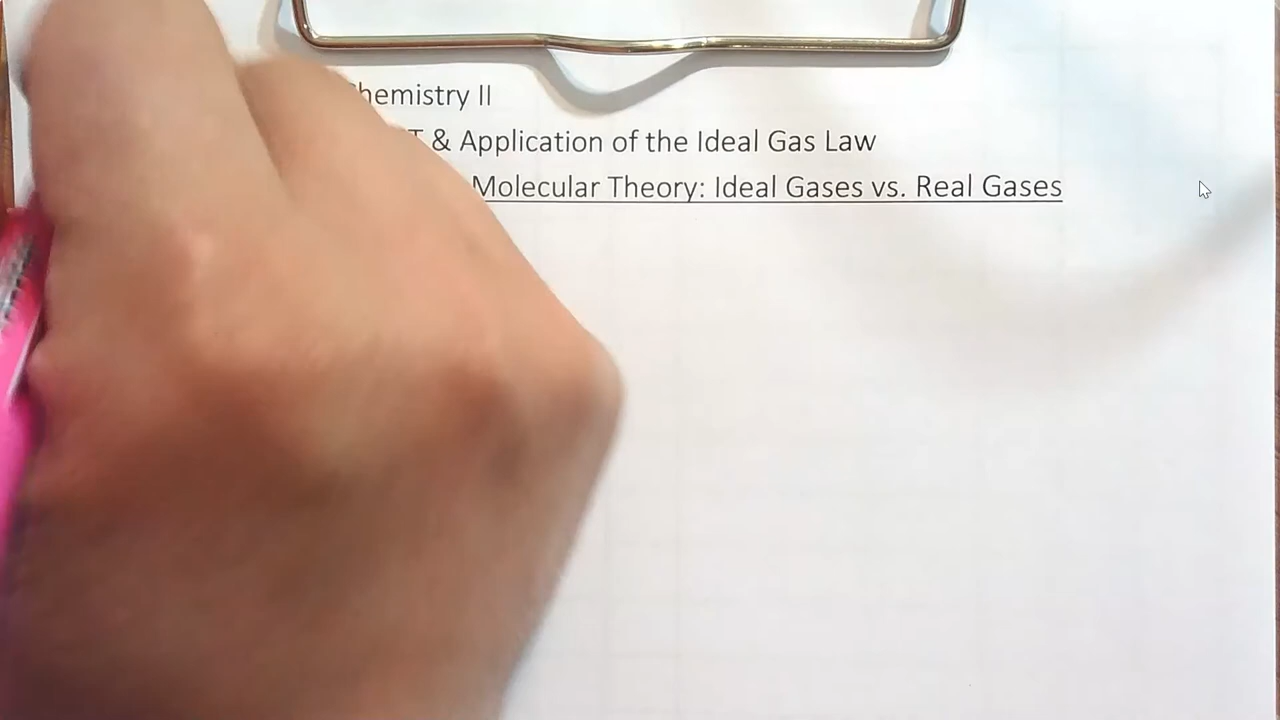 hemistry II
T & Application of the Ideal Gas Law
Molecular Theory: Ideal Gases vs. Real Gases